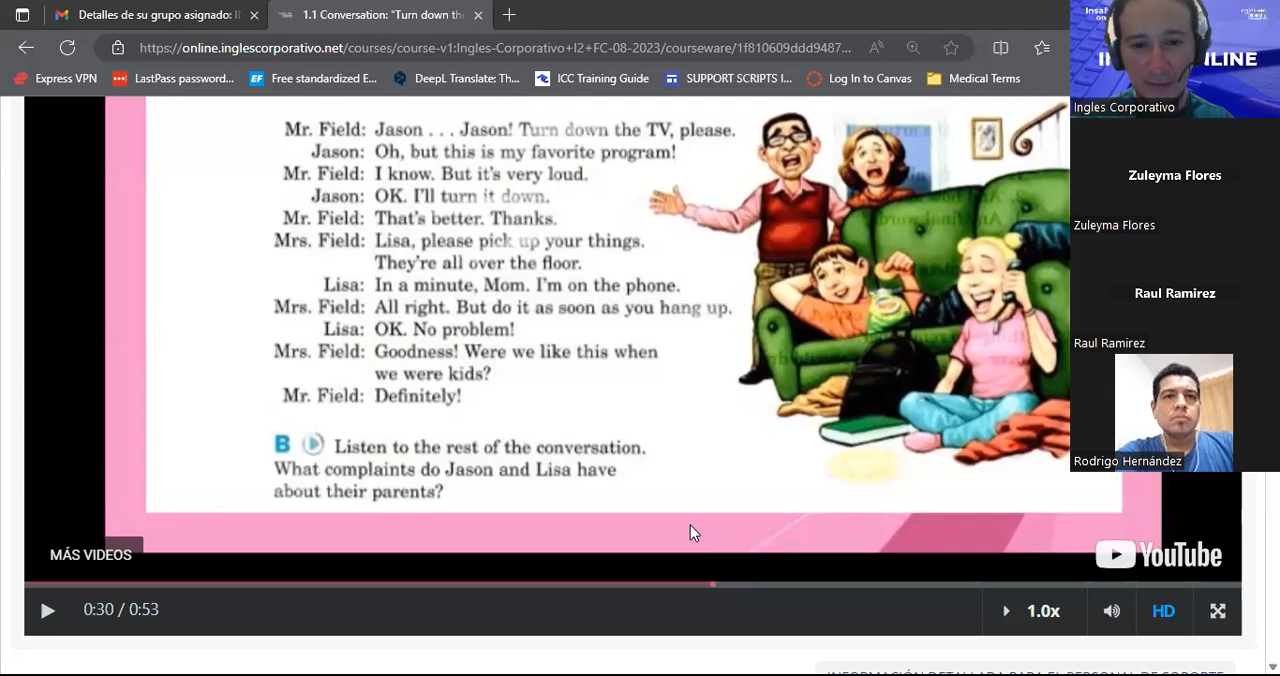 Detalles de su grupo asignado: I
1.1 Conversation: "Turn down the
https://online.inglescorporativo.net/courses/course-v1:Ingles-Corporativo+I2+FC-08-2023/courseware/1f810609ddd9487...
Express VPN
LastPass password...
Free standardized E...
DeepL Translate: Th...
ICC Training Guide
SUPPORT SCRIPTS I...
Log In to Canvas
Medical Terms
Mr. Field: Jason . . . Jason! Turn down the TV, please.
Jason: Oh, but this is my favorite program!
Mr. Field: I know. But it's very loud.
Jason: OK. I'll turn it down.
Mr. Field: That's better. Thanks.
Mrs. Field: Lisa, please pick up your things.
They're all over the floor.
Lisa: In a minute, Mom. I'm on the phone.
Mrs. Field: All right. But do it as soon as you hang up.
Lisa: OK. No problem!
Mrs. Field: Goodness! Were we like this when
we were kids?
Mr. Field: Definitely!
B Listen to the rest of the conversation.
What complaints do Jason and Lisa have
about their parents?
MÁS VIDEOS
YouTube
0:30 / 0:53
1.0x
HD
Ingles Corporativo
Zuleyma Flores
Zuleyma Flores
Raul Ramirez
Raul Ramirez
Rodrigo Hernández
INFORMACIÓN DETALLADA PARA EL PERSONAL DE SOPORTE